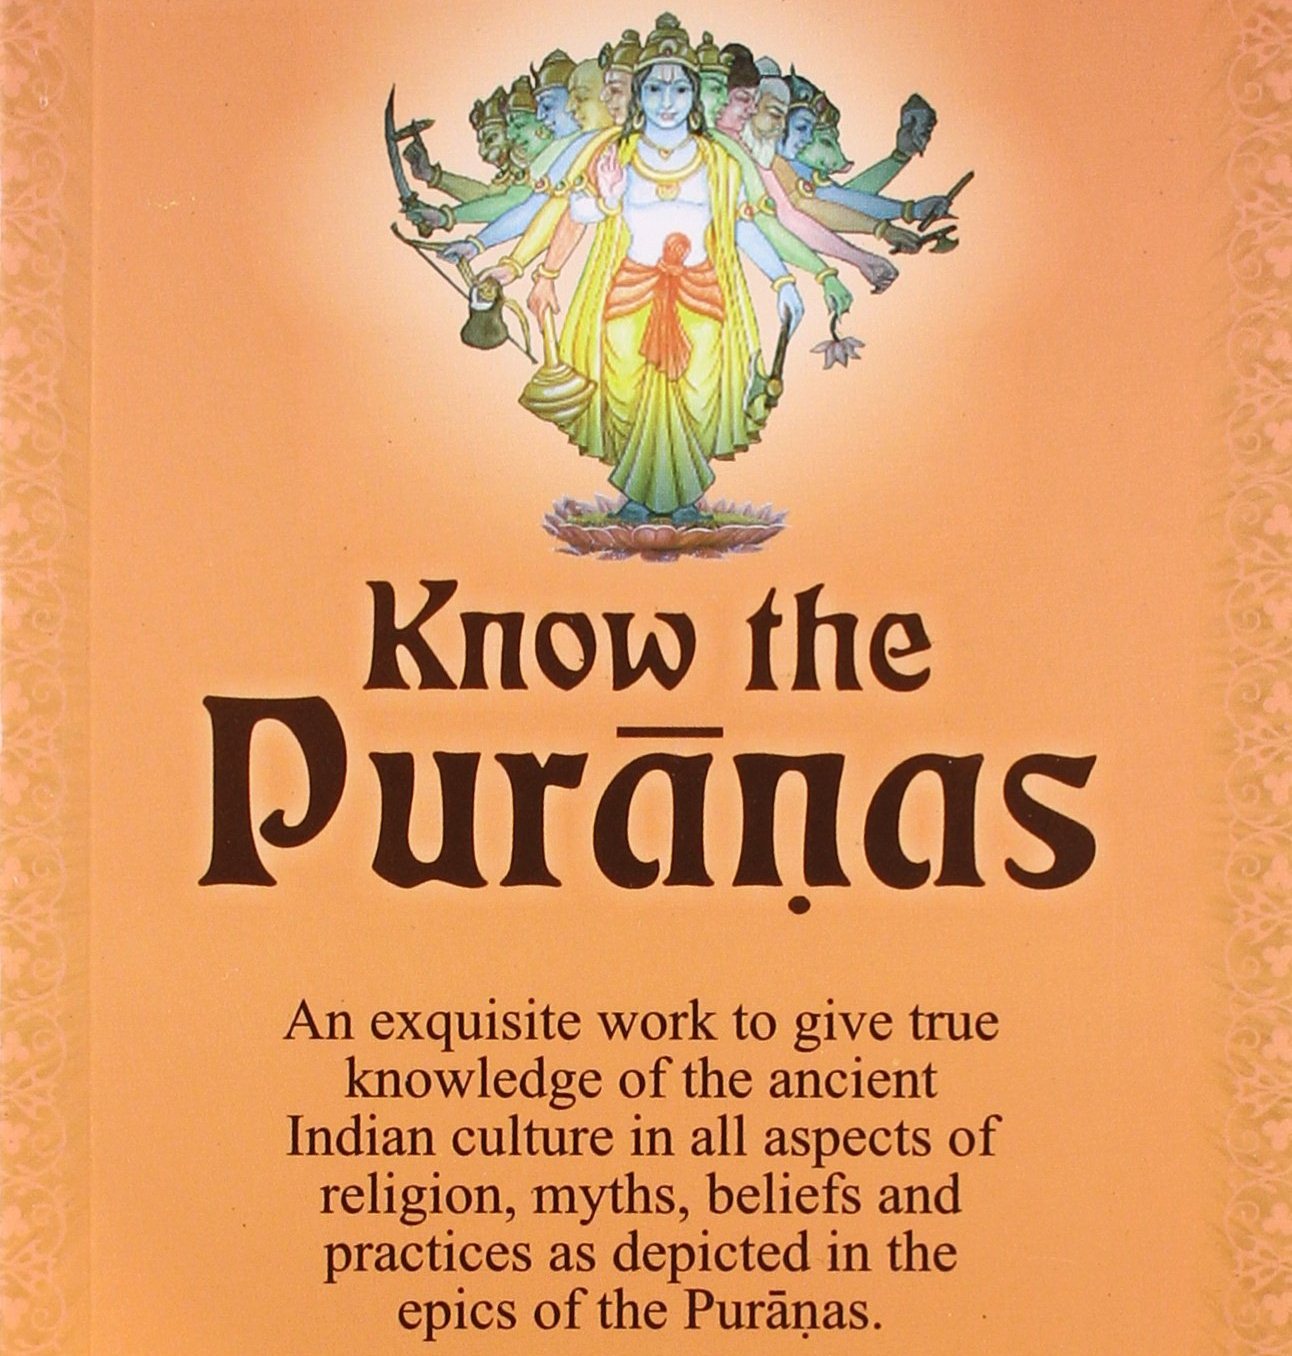 Know the
Purāṇas
An exquisite work to give true
knowledge of the ancient
Indian culture in all aspects of
religion, myths, beliefs and
practices as depicted in the
epics of the Purāṇas.